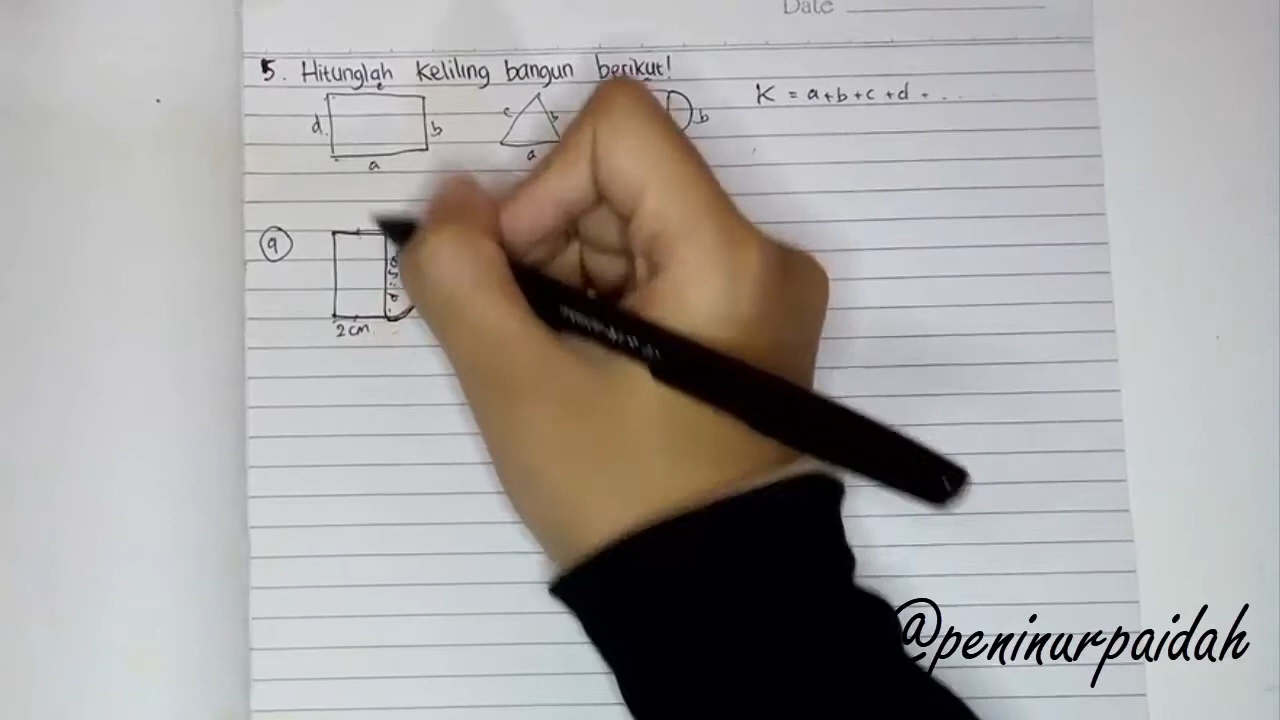 Date
5. Hitunglah keliling bangun berikut!
K = a+b+c+d+...
c
d
b
a
c
b
a
b
a
2 cm
@peninurpaidah